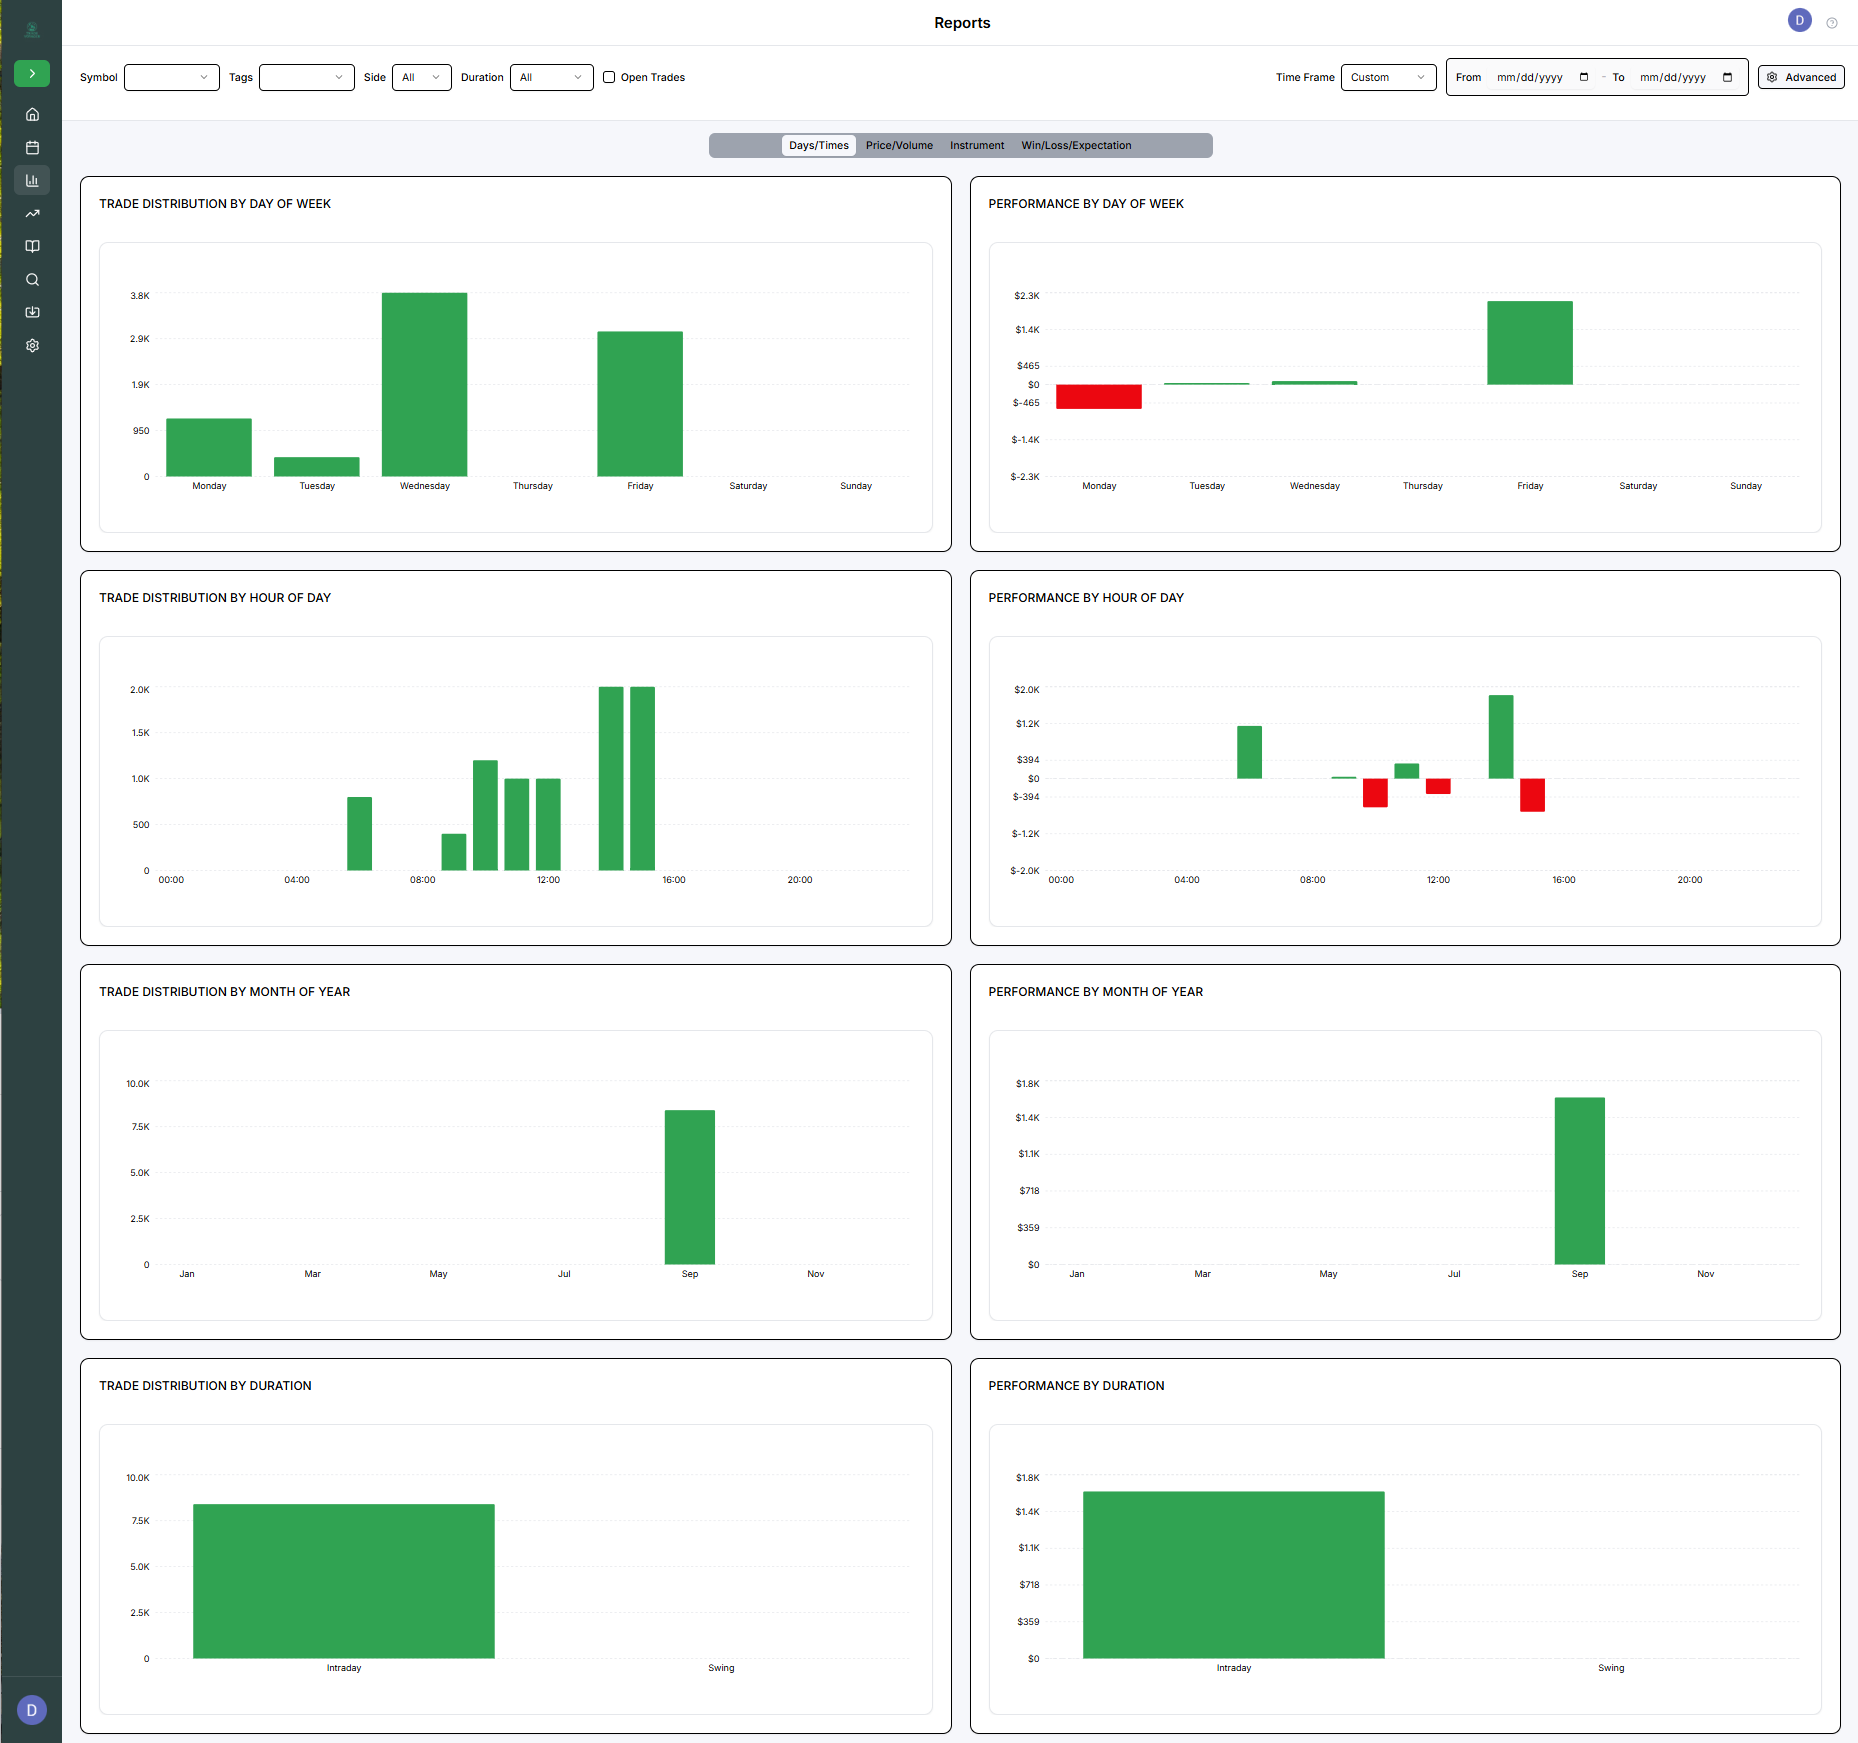 Reports
D
Symbol
Tags
Side All
Duration All
Open Trades
Time Frame Custom
From mm/dd/yyyy - To mm/dd/yyyy
Advanced
Days/Times Price/Volume Instrument Win/Loss/Expectation
TRADE DISTRIBUTION BY DAY OF WEEK
3.8K
2.9K
1.9K
950
0
Monday Tuesday Wednesday Thursday Friday Saturday Sunday
PERFORMANCE BY DAY OF WEEK
$2.3K
$1.4K
$465
$0
$-465
$-1.4K
$-2.3K
Monday Tuesday Wednesday Thursday Friday Saturday Sunday
TRADE DISTRIBUTION BY HOUR OF DAY
2.0K
1.5K
1.0K
500
0
00:00 04:00 08:00 12:00 16:00 20:00
PERFORMANCE BY HOUR OF DAY
$2.0K
$1.2K
$394
$0
$-394
$-1.2K
$-2.0K
00:00 04:00 08:00 12:00 16:00 20:00
TRADE DISTRIBUTION BY MONTH OF YEAR
10.0K
7.5K
5.0K
2.5K
0
Jan Mar May Jul Sep Nov
PERFORMANCE BY MONTH OF YEAR
$1.8K
$1.4K
$1.1K
$718
$359
$0
Jan Mar May Jul Sep Nov
TRADE DISTRIBUTION BY DURATION
10.0K
7.5K
5.0K
2.5K
0
Intraday Swing
PERFORMANCE BY DURATION
$1.8K
$1.4K
$1.1K
$718
$359
$0
Intraday Swing
D